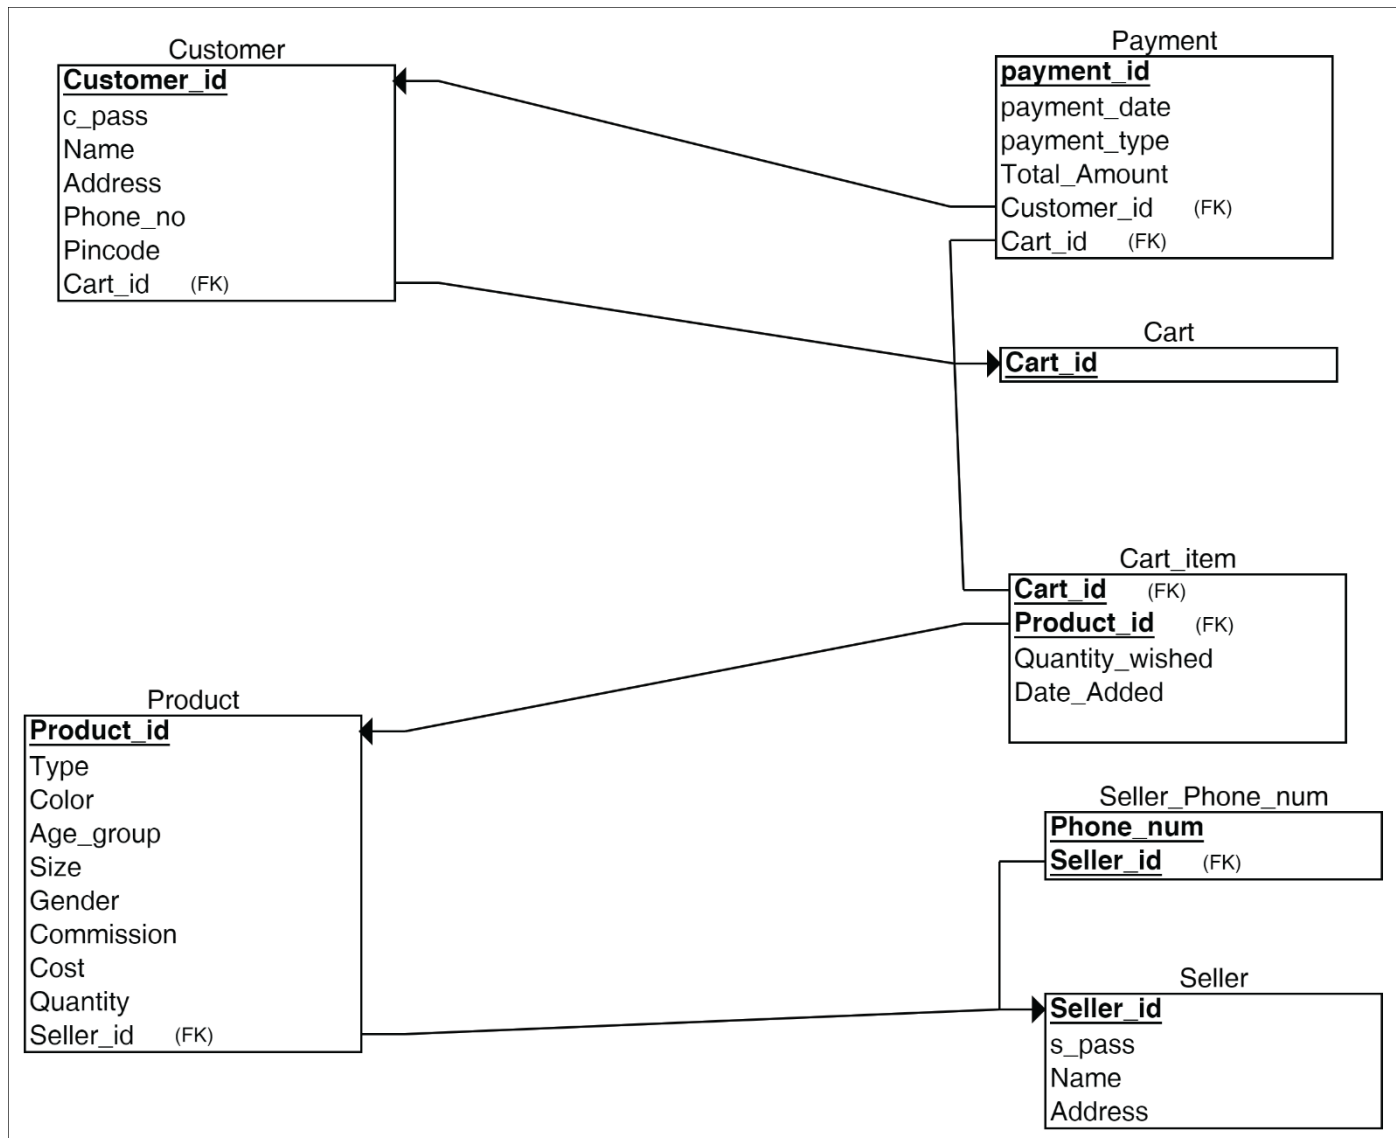 Customer
Customer_id
c_pass
Name
Address
Phone_no
Pincode
Cart_id (FK)
Payment
payment_id
payment_date
payment_type
Total_Amount
Customer_id (FK)
Cart_id (FK)
Cart
Cart_id
Cart_item
Cart_id (FK)
Product_id (FK)
Quantity_wished
Date_Added
Product
Product_id
Type
Color
Age_group
Size
Gender
Commission
Cost
Quantity
Seller_id (FK)
Seller_Phone_num
Phone_num
Seller_id (FK)
Seller
Seller_id
s_pass
Name
Address